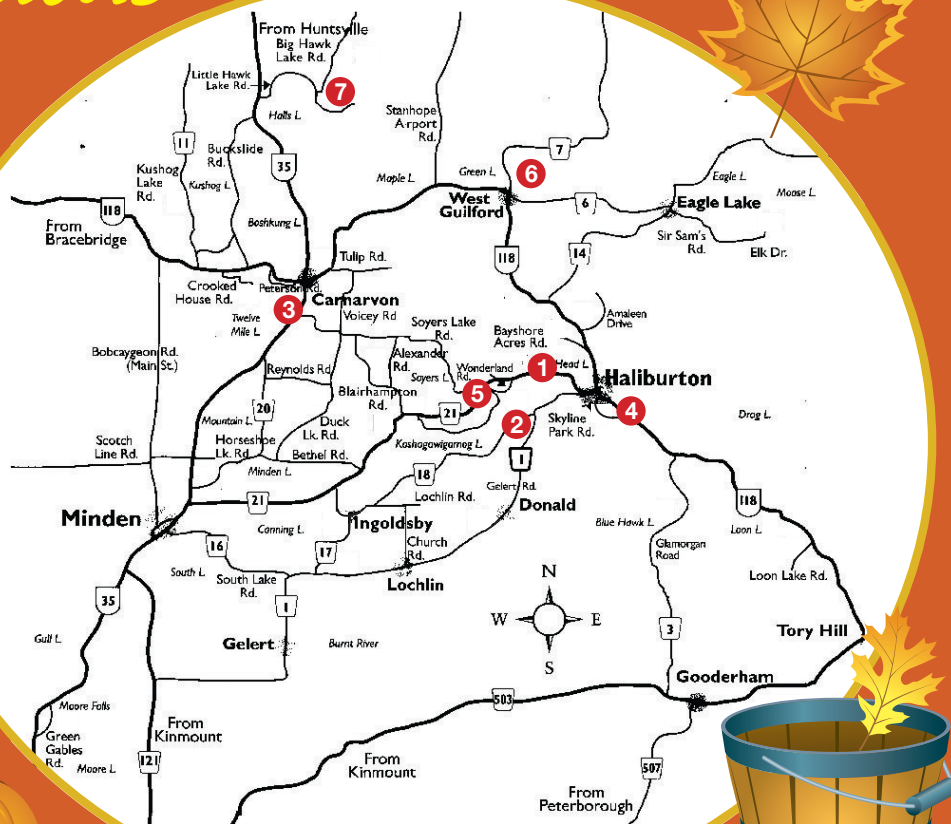 From Huntsville
Big Hawk
Lake Rd.
Little Hawk
Lake Rd.
7
Halls L.
Stanhope
Airport
Rd.
11
Buckslide
Rd.
35
7
Kushog
Lake
Rd.
Kushog L.
Maple L.
Green L.
6
Eagle L.
Moose L.
West
Guilford
6
Eagle Lake
118
From
Bracebridge
Boshkung L.
Sir Sam's
Rd.
Elk Dr.
118
14
Tulip Rd.
Crooked
House Rd.
Peterson Rd.
Carnarvon
3
Twelve
Mile L.
Voicey Rd
Soyers Lake
Rd.
Bayshore
Acres Rd.
Amaleen
Drive
Bobcaygeon Rd.
(Main St.)
Reynolds Rd.
Alexander
Rd.
Soyers L.
Wonderland
Rd.
1
Head L.
Haliburton
Blairhampton
Rd.
5
20
21
2
4
Skyline
Park Rd.
Drag L.
Mountain L.
Duck
Lk. Rd.
Koshagawigamog L.
Scotch
Line Rd.
Horseshoe
Lk. Rd.
Bethel Rd.
Minden L.
18
1
Lochlin Rd.
Gelert Rd.
21
118
Minden
Canning L.
Ingoldsby
Donald
Blue Hawk L.
Loon L.
16
17
Church
Rd.
Glamorgan
Road
South L.
South Lake
Rd.
Lochlin
Loon Lake Rd.
35
1
N
W
E
S
3
Tory Hill
Gull L.
Gelert
Burnt River
Gooderham
503
Moore Falls
From
Kinmount
Green
Gables
Rd.
Moore L.
121
From
Kinmount
507
From
Peterborough